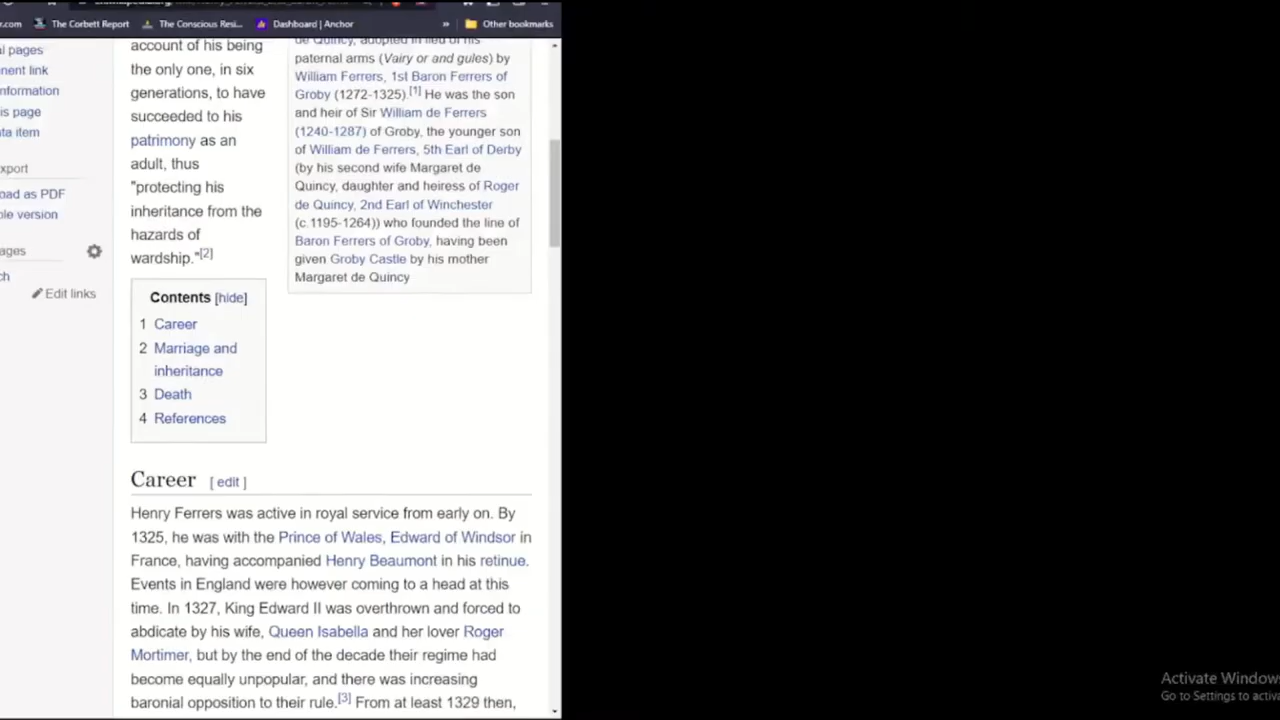 The Corbett Report
The Conscious Resi...
Dashboard | Anchor
»
Other bookmarks
al pages
nent link
nformation
is page
ta item
xport
oad as PDF
ble version
ages
ch
Edit links
account of his being
the only one, in six
generations, to have
succeeded to his
patrimony as an
adult, thus
"protecting his
inheritance from the
hazards of
wardship."[2]
de Quincy, adopted in lieu of his
paternal arms (Vairy or and gules) by
William Ferrers, 1st Baron Ferrers of
Groby (1272-1325).[1] He was the son
and heir of Sir William de Ferrers
(1240-1287) of Groby, the younger son
of William de Ferrers, 5th Earl of Derby
(by his second wife Margaret de
Quincy, daughter and heiress of Roger
de Quincy, 2nd Earl of Winchester
(c.1195-1264)) who founded the line of
Baron Ferrers of Groby, having been
given Groby Castle by his mother
Margaret de Quincy
Contents [hide]
1 Career
2 Marriage and
inheritance
3 Death
4 References
Career [ edit ]
Henry Ferrers was active in royal service from early on. By
1325, he was with the Prince of Wales, Edward of Windsor in
France, having accompanied Henry Beaumont in his retinue.
Events in England were however coming to a head at this
time. In 1327, King Edward II was overthrown and forced to
abdicate by his wife, Queen Isabella and her lover Roger
Mortimer, but by the end of the decade their regime had
become equally unpopular, and there was increasing
baronial opposition to their rule.[3] From at least 1329 then,
Activate Window
Go to Settings to activa